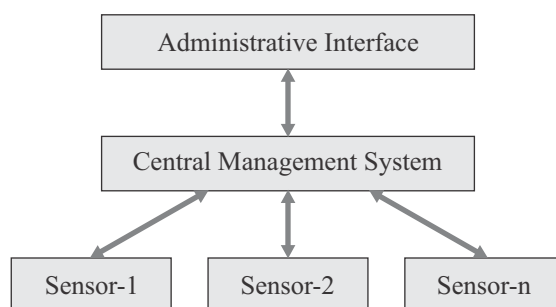 Administrative Interface
Central Management System
Sensor-1
Sensor-2
Sensor-n